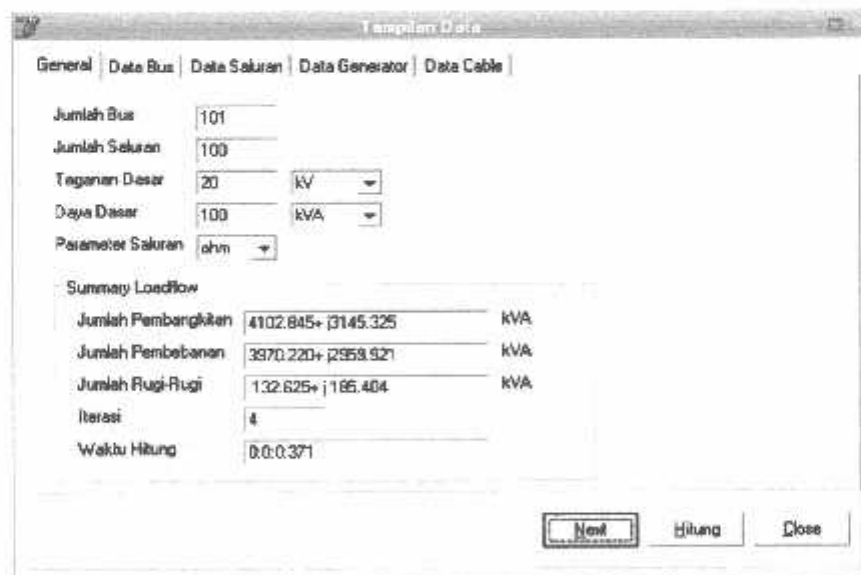 Tampilan Data
General Data Bus Data Saluran Data Generator Data Cable
Jumlah Bus 101
Jumlah Saluran 100
Tegangan Dasar 20 kV
Daya Dasar 100 kVA
Parameter Saluran ohm
Summary Loadflow
Jumlah Pembangkitan 4102.845+ j3145.325 kVA
Jumlah Pembebanan 3970.220+ j2959.921 kVA
Jumlah Rugi-Rugi 132.625+ j 185.404 kVA
Iterasi 4
Waktu Hitung 0:0:0:371
Next Hitung Close